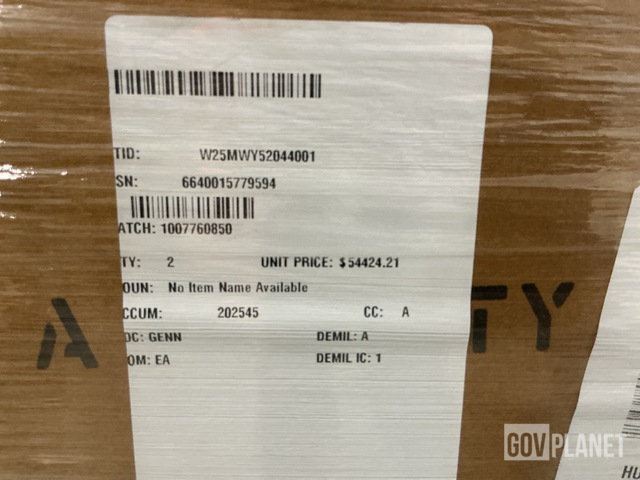 TID: W25MWY52044001
SN: 6640015779594
ATCH: 1007760850
TY: 2 UNIT PRICE: $54424.21
OUN: No Item Name Available
CCUM: 202545 CC: A
OC: GENN DEMIL: A
OM: EA DEMIL IC: 1
A TY
GOVPLANET
HU